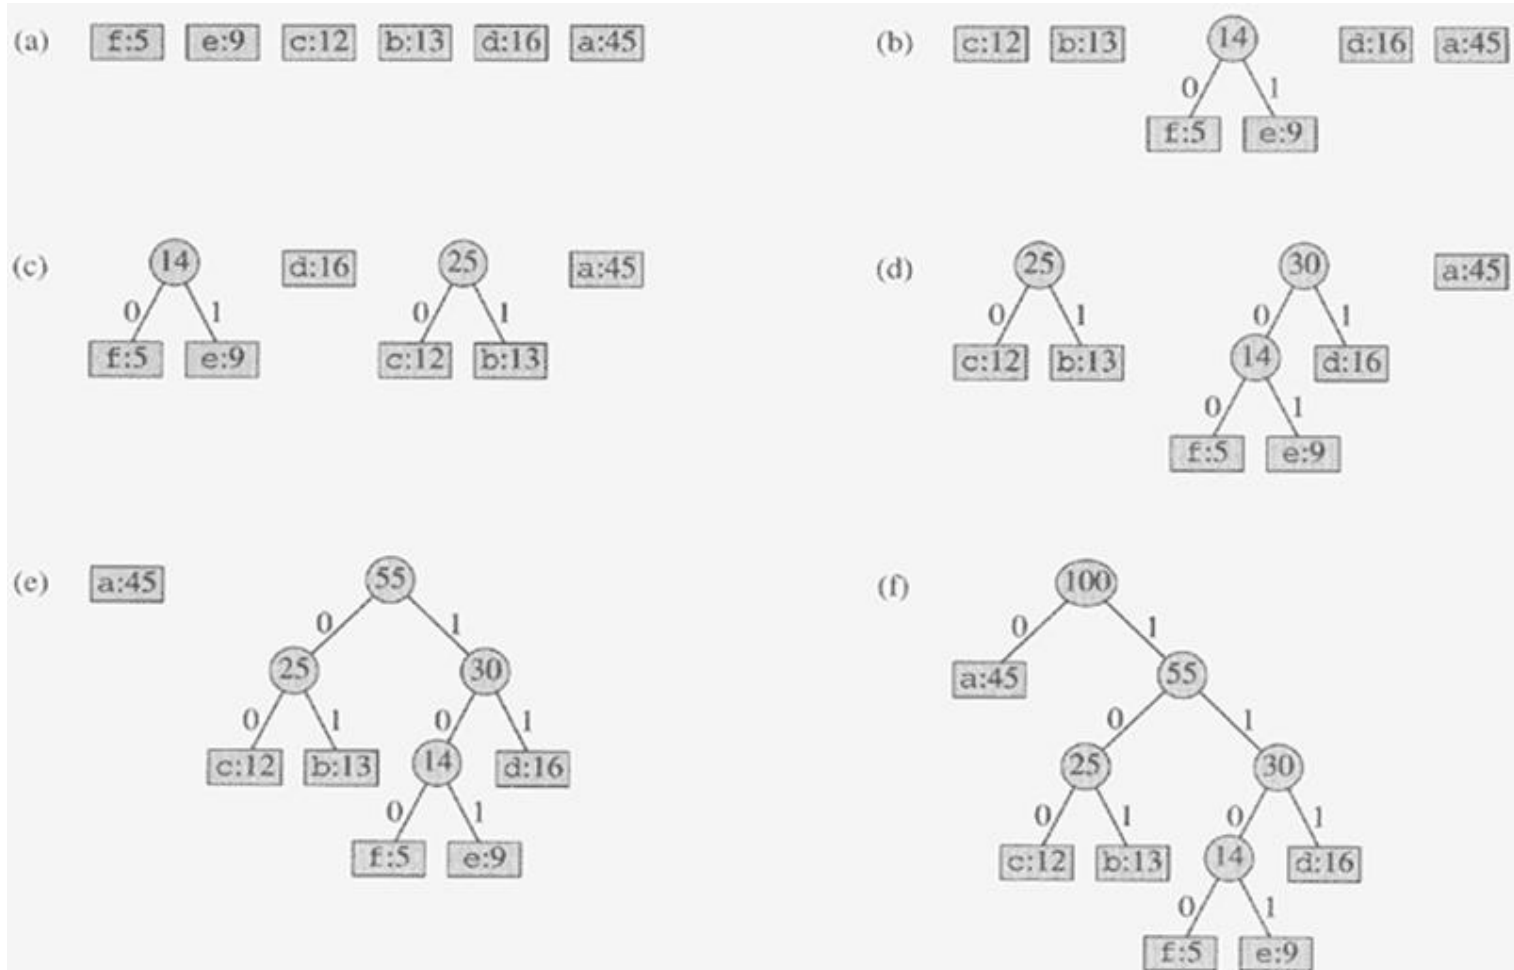 (a) f:5 e:9 c:12 b:13 d:16 a:45
(b) c:12 b:13 14 d:16 a:45
0 1
f:5 e:9
(c) 14 d:16 25 a:45
0 1 0 1
f:5 e:9 c:12 b:13
(d) 25 30 a:45
0 1 0 1
c:12 b:13 14 d:16
0 1
f:5 e:9
(e) a:45 55
0 1
25 30
0 1 0 1
c:12 b:13 14 d:16
0 1
f:5 e:9
(f) 100
0 1
a:45 55
0 1
25 30
0 1 0 1
c:12 b:13 14 d:16
0 1
f:5 e:9